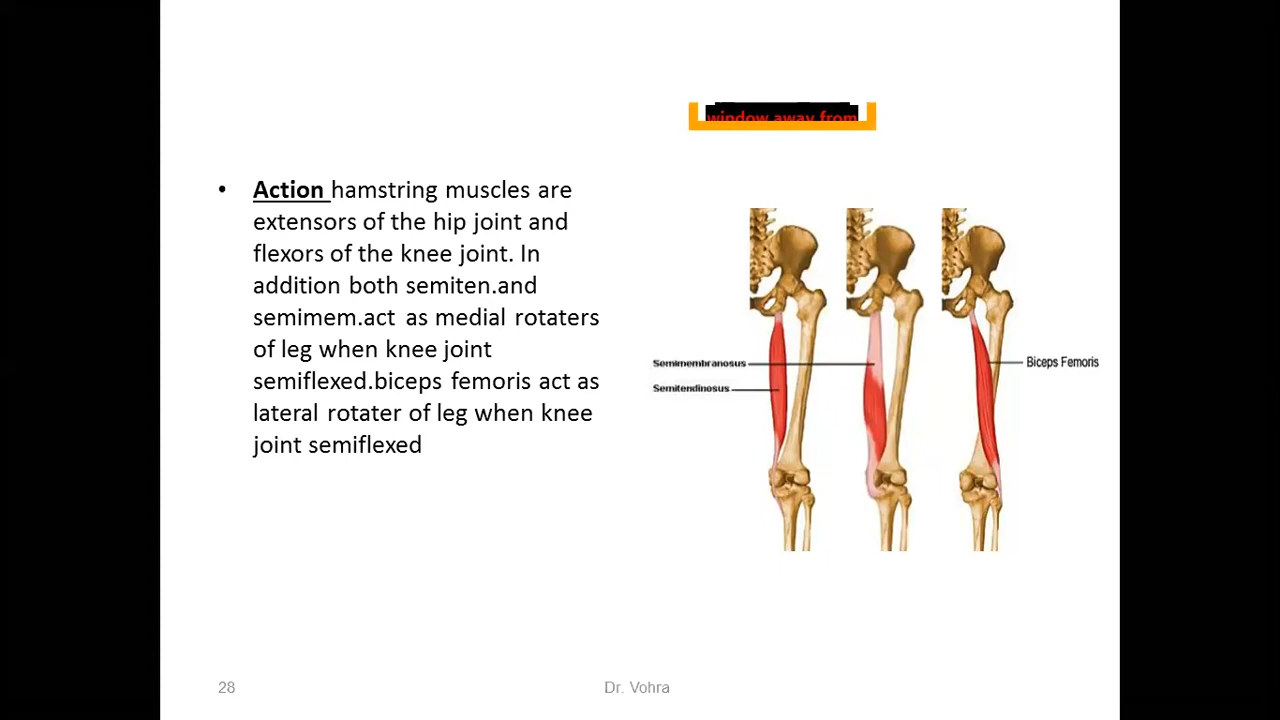 window away from
• Action hamstring muscles are
extensors of the hip joint and
flexors of the knee joint. In
addition both semiten.and
semimem.act as medial rotaters
of leg when knee joint
semiflexed.biceps femoris act as
lateral rotater of leg when knee
joint semiflexed
Semimembranosus
Semitendinosus
Biceps Femoris
28
Dr. Vohra